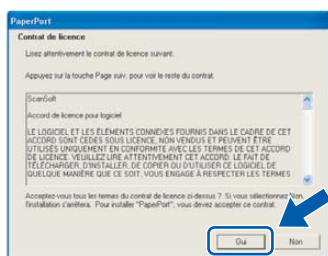 PaperPort
Contrat de licence
Lisez attentivement le contrat de licence suivant.
Appuyez sur la touche Page suiv. pour voir le reste du contrat.
ScanSoft
Accord de licence pour logiciel
LE LOGICIEL ET LES ÉLÉMENTS CONNEXES FOURNIS DANS LE CADRE DE CET
ACCORD SONT CEDES SOUS LICENCE, NON VENDUS ET PEUVENT ÊTRE
UTILISÉS UNIQUEMENT EN CONFORMITE AVEC LES TERMES DE CET ACCORD
DE LICENCE. VEUILLEZ LIRE ATTENTIVEMENT CET ACCORD. LE FAIT DE
TÉLÉCHARGER, D'INSTALLER, DE COPIER OU D'UTILISER CE LOGICIEL DE
QUELQUE MANIÈRE QUE CE SOIT, VOUS ENGAGE À RESPECTER LES TERMES
Acceptez-vous tous les termes du contrat de licence ci-dessus ? Si vous sélectionnez Non,
l'installation s'arrêtera. Pour installer "PaperPort", vous devez accepter ce contrat.
Oui
Non